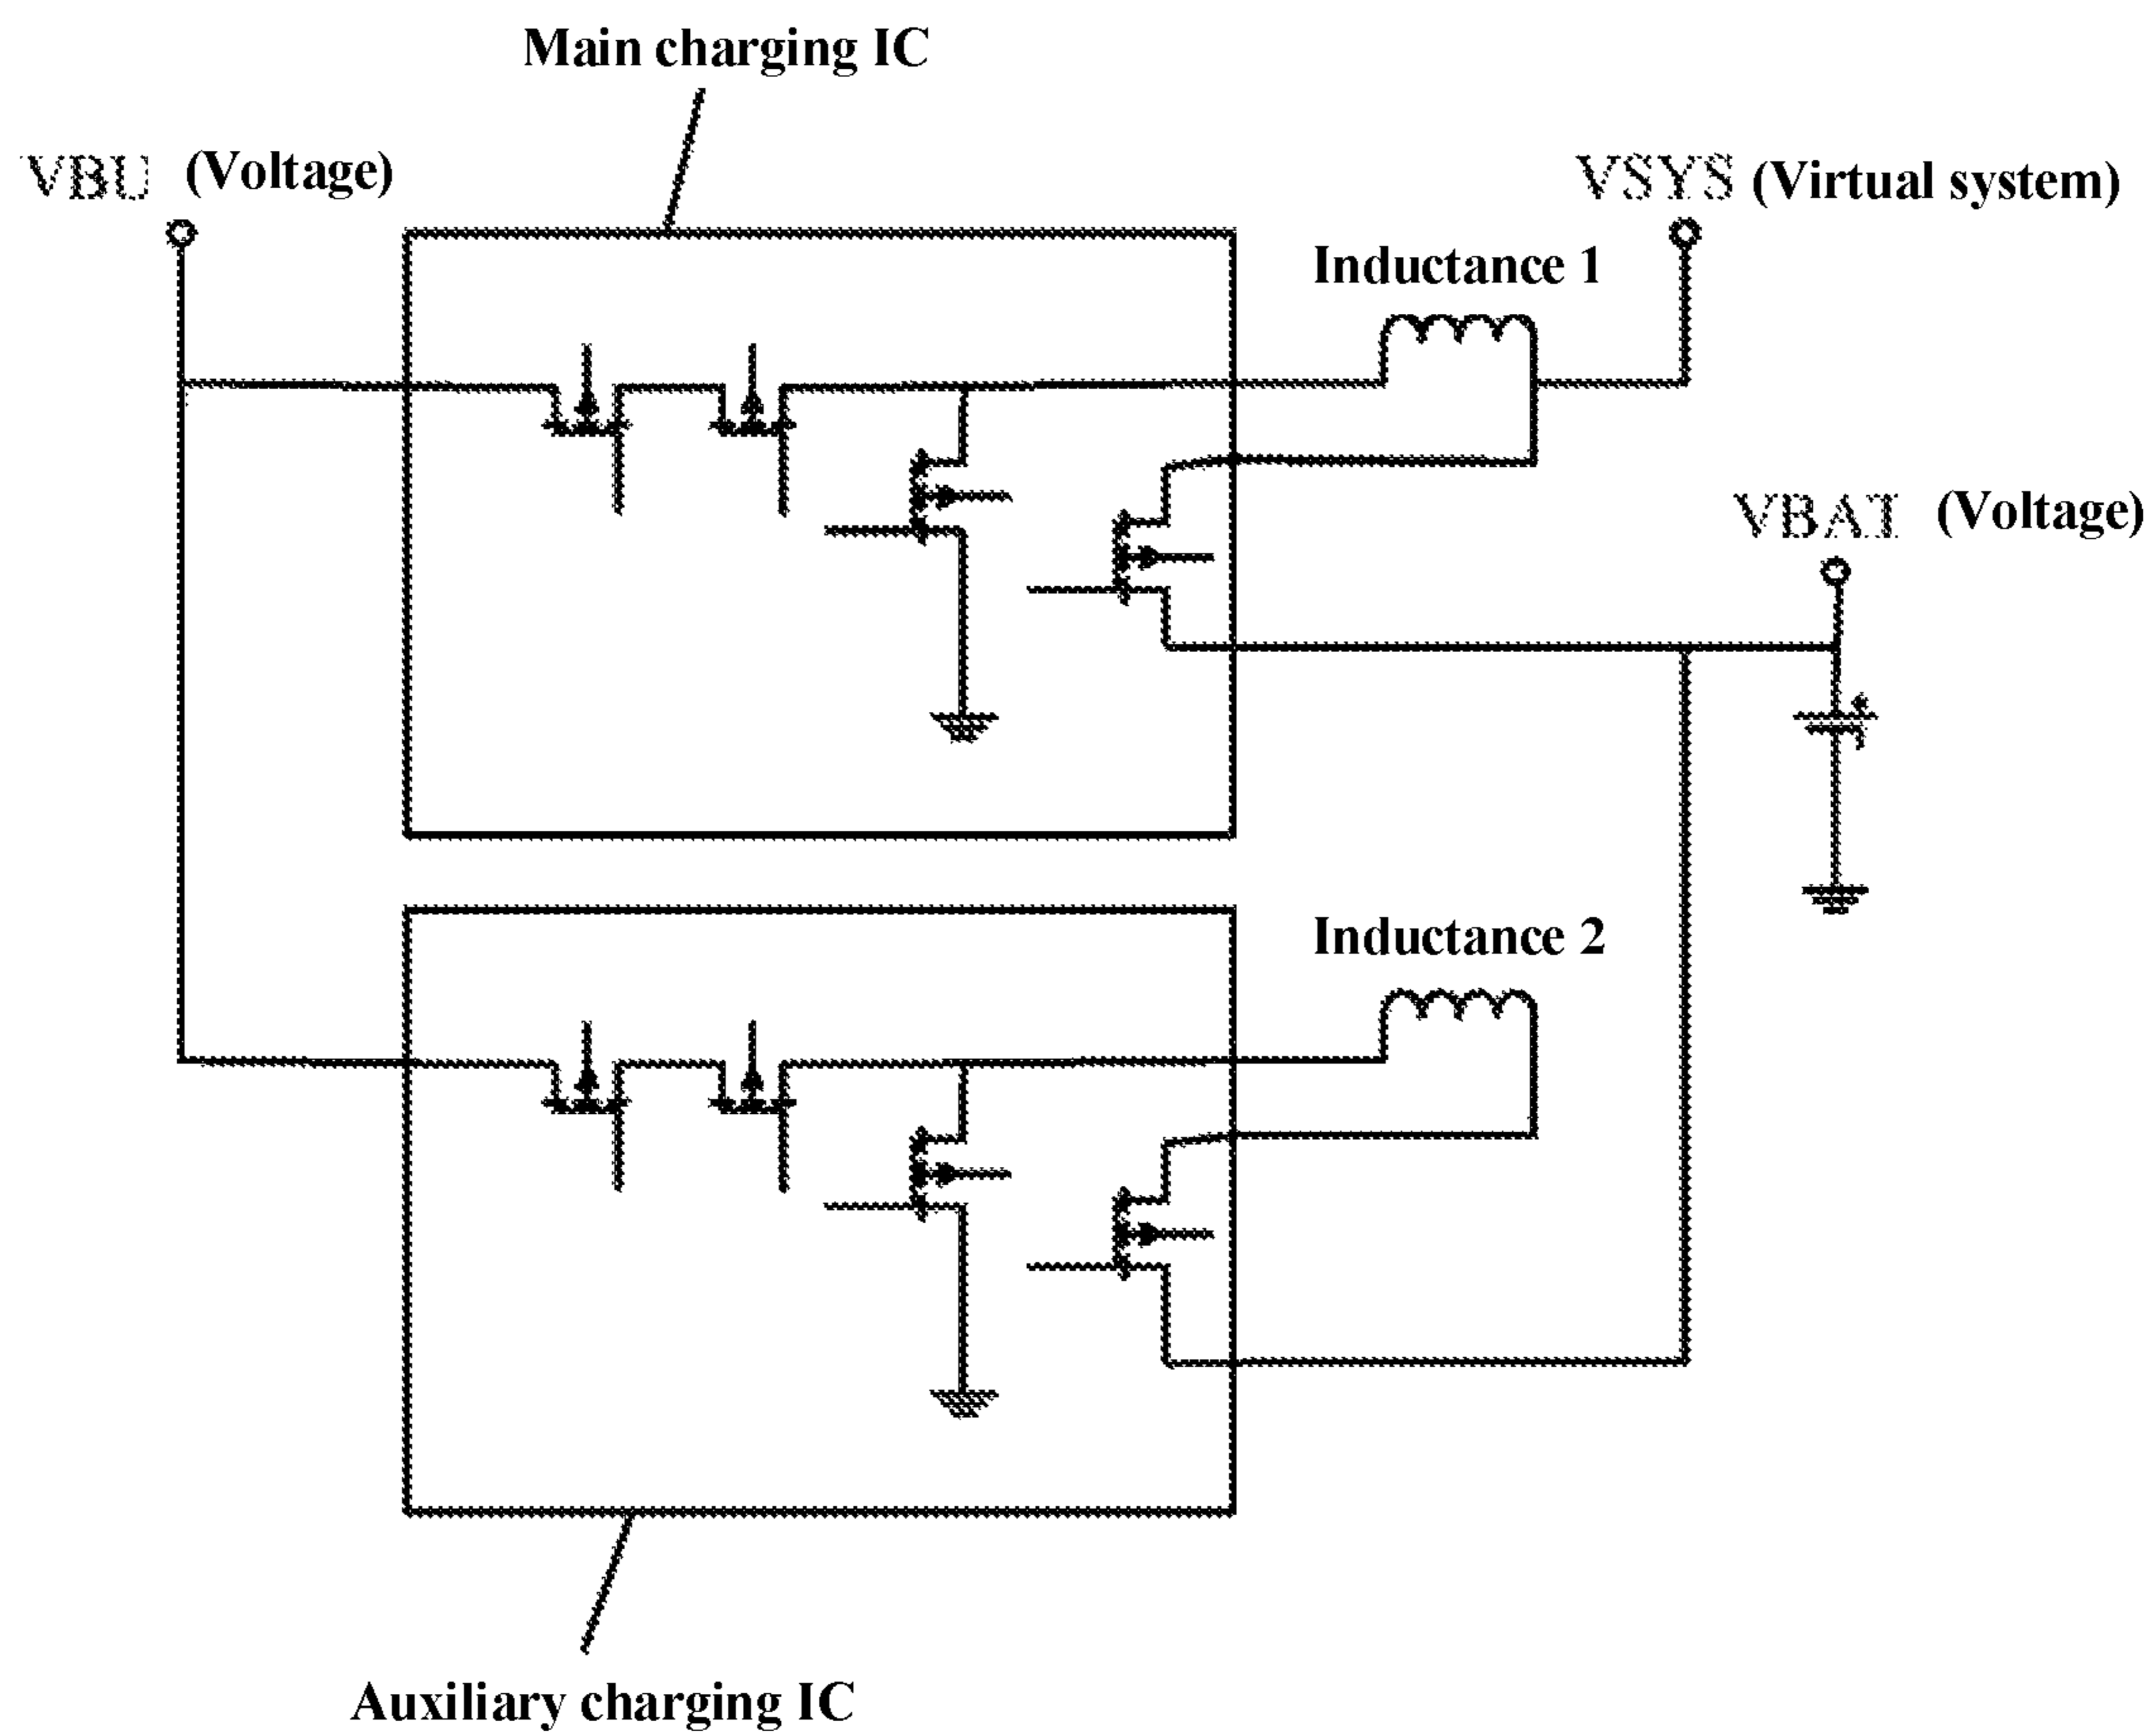 Main charging IC
VBU (Voltage)
VSYS (Virtual system)
Inductance 1
VBAT (Voltage)
Inductance 2
Auxiliary charging IC